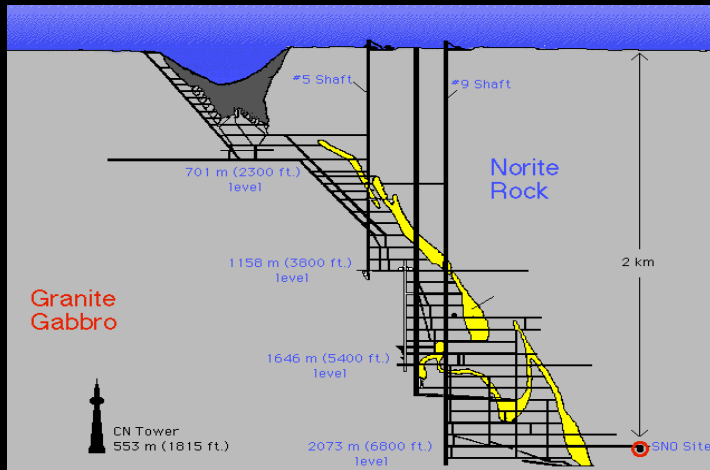 #5 Shaft
#9 Shaft
Norite
Rock
701 m (2300 ft.)
level
2 km
1158 m (3800 ft.)
level
Granite
Gabbro
1646 m (5400 ft.)
level
CN Tower
553 m (1815 ft.)
2073 m (6800 ft.)
level
SNO Site